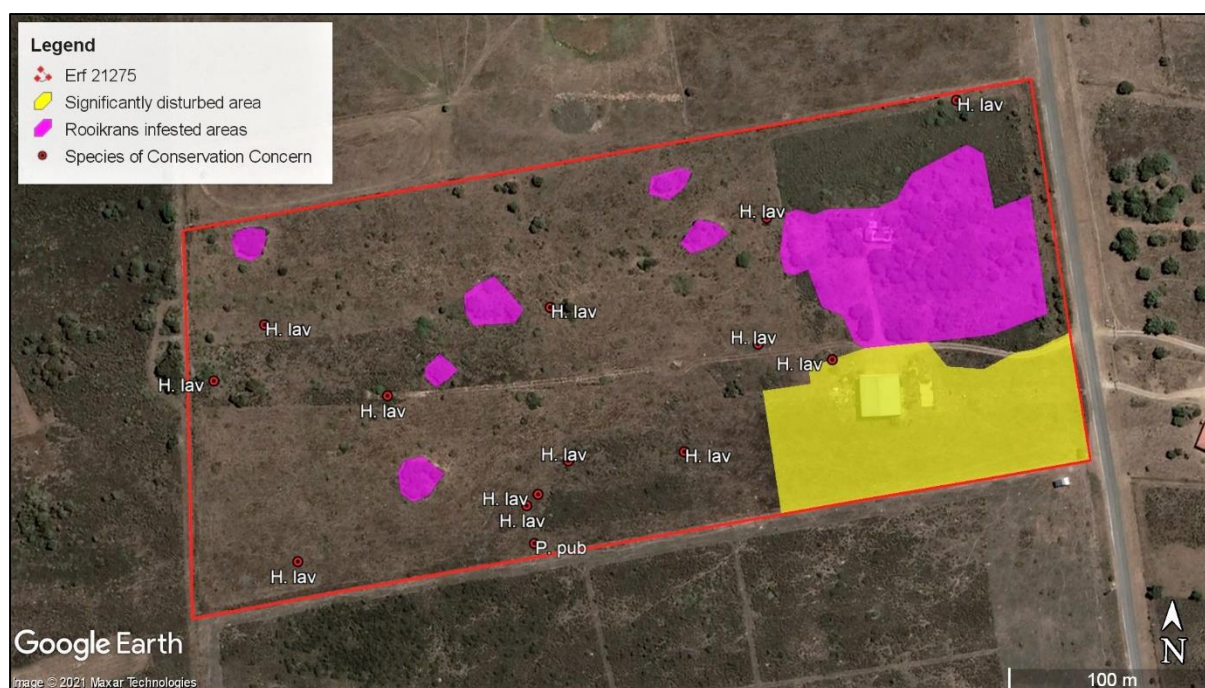 Legend
Erf 21275
Significantly disturbed area
Rooikrans infested areas
Species of Conservation Concern
H. lav
H. lav
H. lav
H. lav
H. lav
H. lav
H. lav
H. lav
H. lav
H. lav
H. lav
H. lav
P. pub
H. lav
Google Earth
Image © 2021 Maxar Technologies
N
100 m